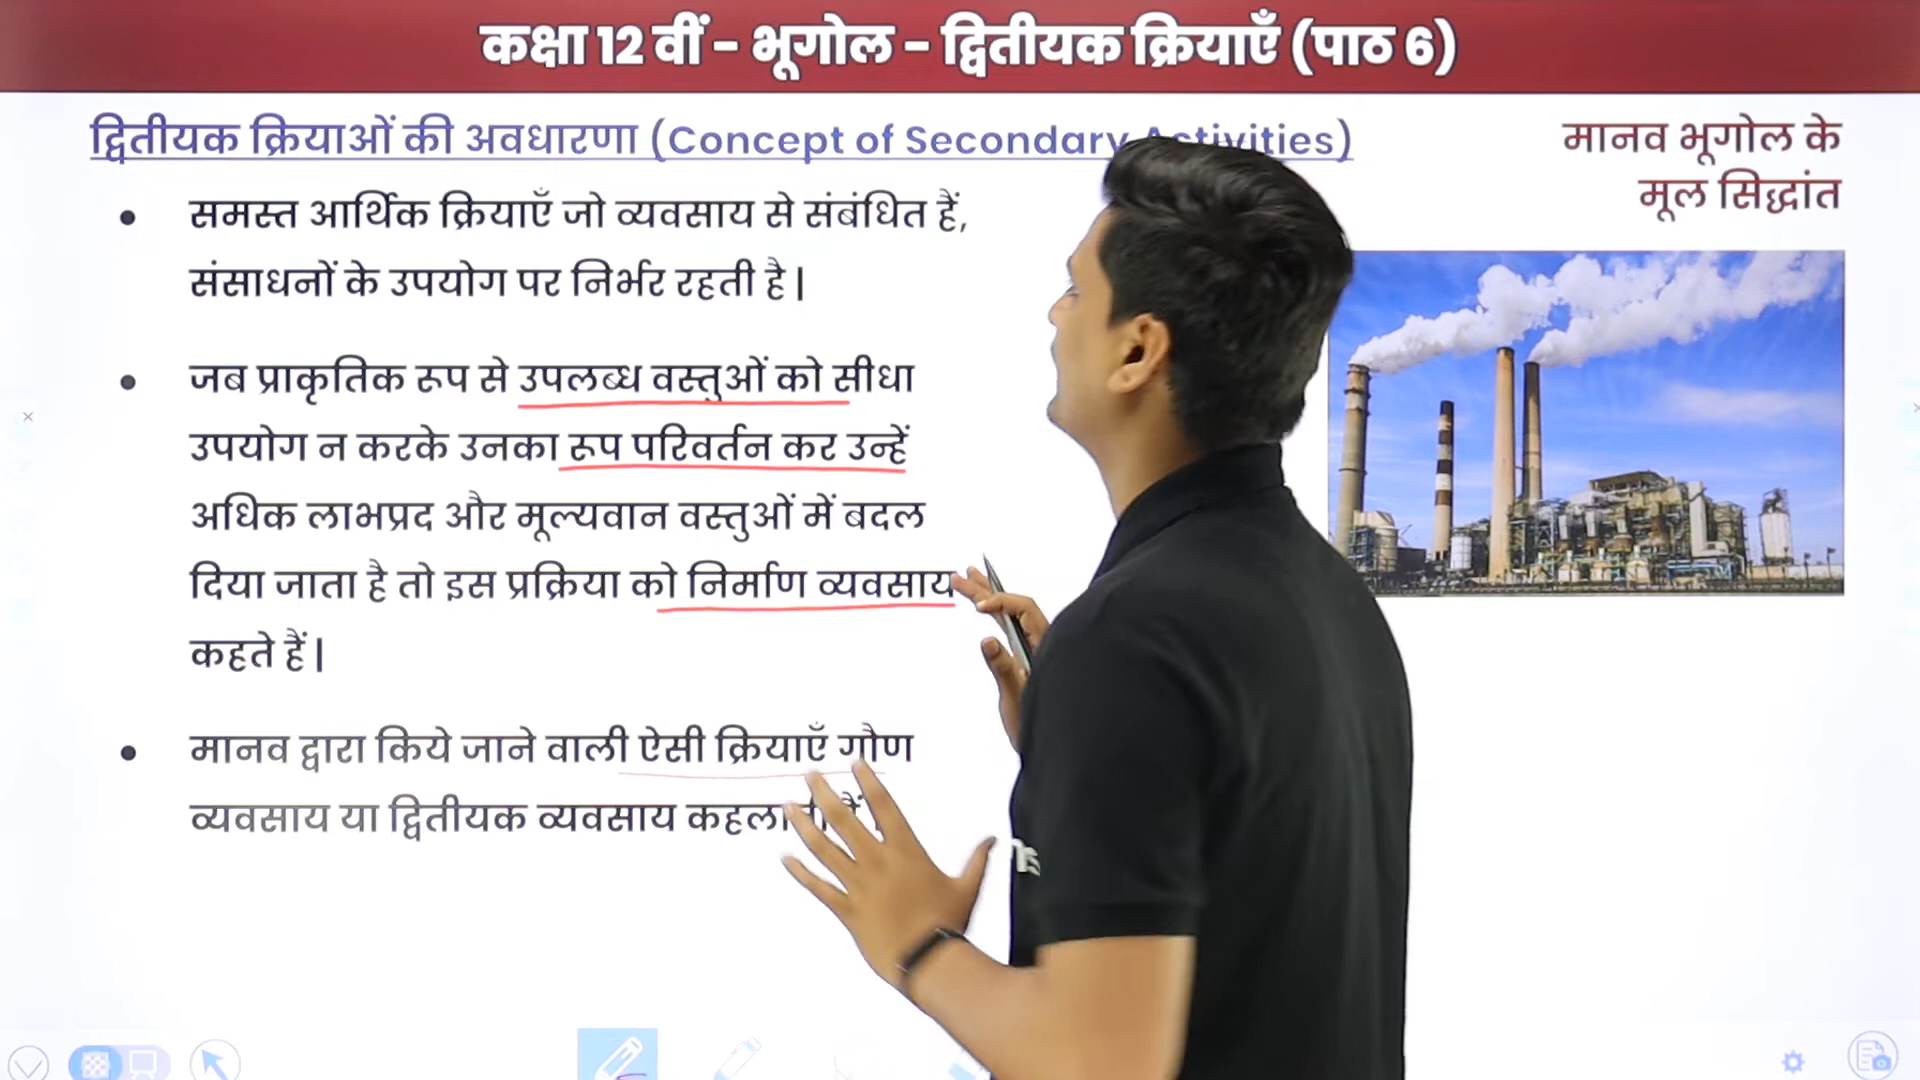 कक्षा 12 वीं - भूगोल - द्वितीयक क्रियाएँ (पाठ 6)
द्वितीयक क्रियाओं की अवधारणा (Concept of Secondary Activities)
मानव भूगोल के
मूल सिद्धांत
• समस्त आर्थिक क्रियाएँ जो व्यवसाय से संबंधित हैं,
संसाधनों के उपयोग पर निर्भर रहती है |
• जब प्राकृतिक रूप से उपलब्ध वस्तुओं को सीधा
उपयोग न करके उनका रूप परिवर्तन कर उन्हें
अधिक लाभप्रद और मूल्यवान वस्तुओं में बदल
दिया जाता है तो इस प्रक्रिया को निर्माण व्यवसाय
कहते हैं |
• मानव द्वारा किये जाने वाली ऐसी क्रियाएँ गौण
व्यवसाय या द्वितीयक व्यवसाय